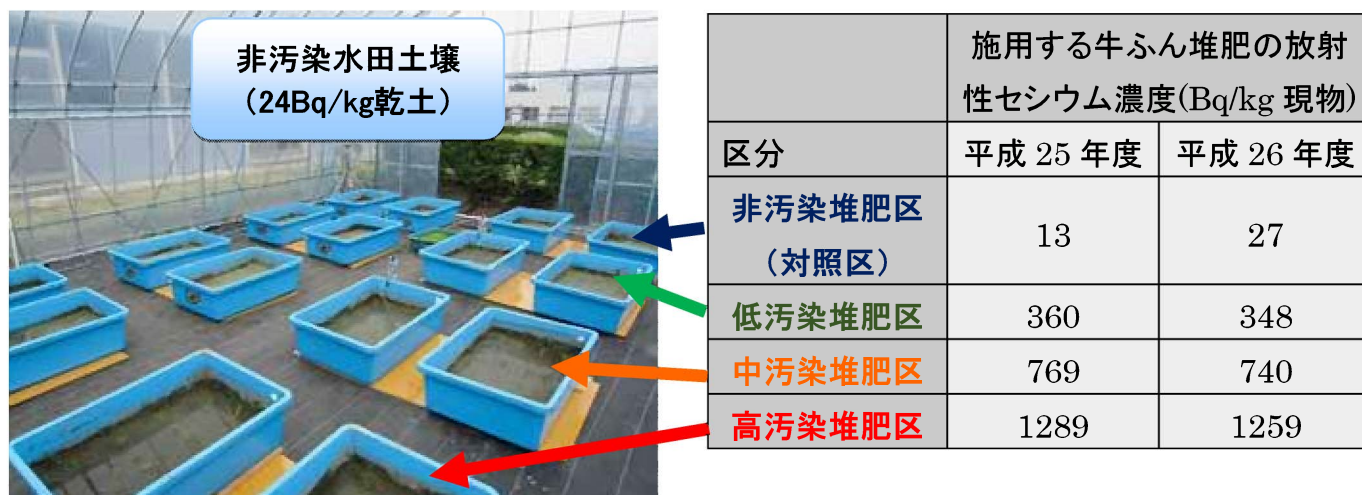 非汚染水田土壌
（24Bq/kg乾土）
施用する牛ふん堆肥の放射
性セシウム濃度(Bq/kg 現物)
区分 平成 25 年度 平成 26 年度
非汚染堆肥区
（対照区） 13 27
低汚染堆肥区 360 348
中汚染堆肥区 769 740
高汚染堆肥区 1289 1259